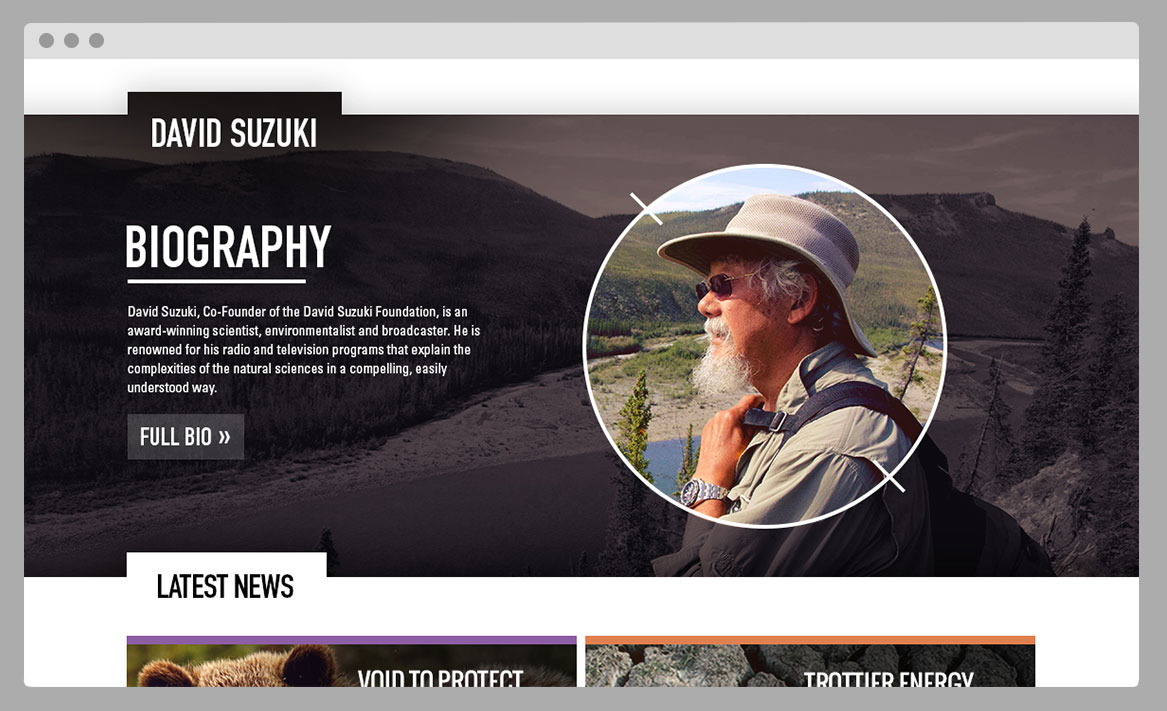 DAVID SUZUKI
BIOGRAPHY
David Suzuki, Co-Founder of the David Suzuki Foundation, is an
award-winning scientist, environmentalist and broadcaster. He is
renowned for his radio and television programs that explain the
complexities of the natural sciences in a compelling, easily
understood way.
FULL BIO »
LATEST NEWS
VOID TO PROTECT
TROTTIER ENERGY